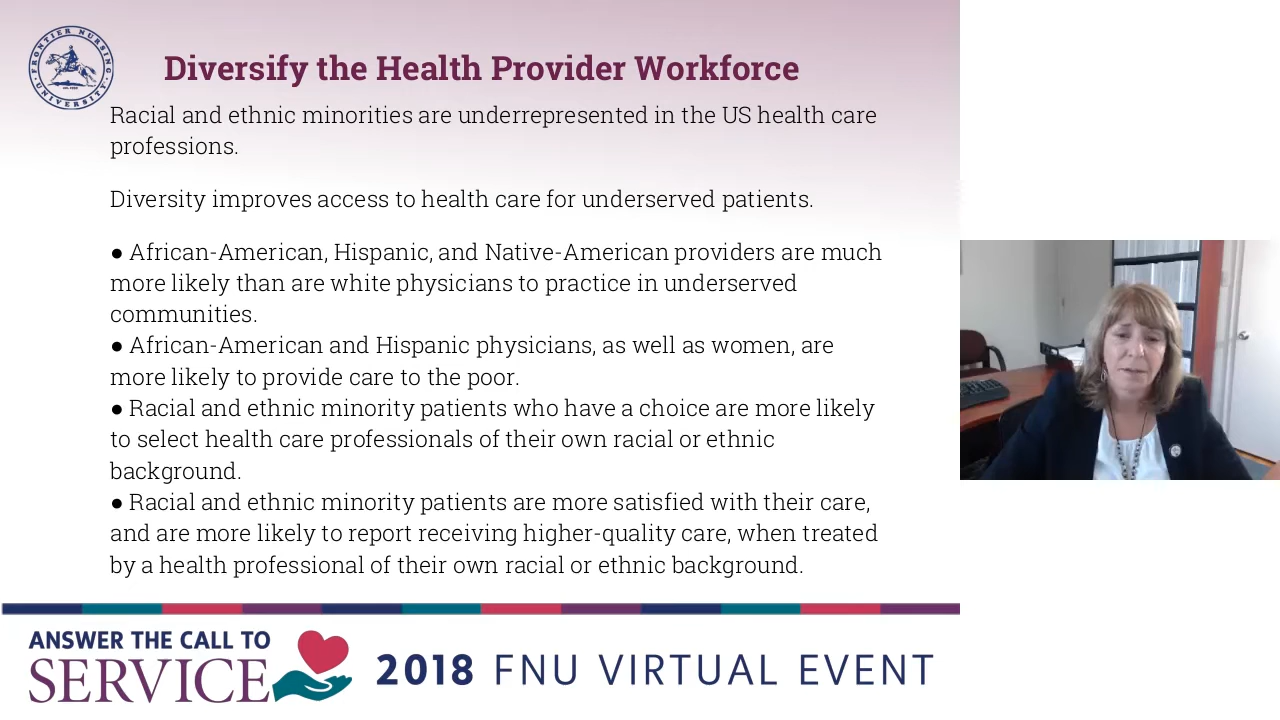 FRONTIER NURSING UNIVERSITY
Diversify the Health Provider Workforce
Racial and ethnic minorities are underrepresented in the US health care
professions.
Diversity improves access to health care for underserved patients.
● African-American, Hispanic, and Native-American providers are much
more likely than are white physicians to practice in underserved
communities.
● African-American and Hispanic physicians, as well as women, are
more likely to provide care to the poor.
● Racial and ethnic minority patients who have a choice are more likely
to select health care professionals of their own racial or ethnic
background.
● Racial and ethnic minority patients are more satisfied with their care,
and are more likely to report receiving higher-quality care, when treated
by a health professional of their own racial or ethnic background.
ANSWER THE CALL TO
SERVICE
2018 FNU VIRTUAL EVENT